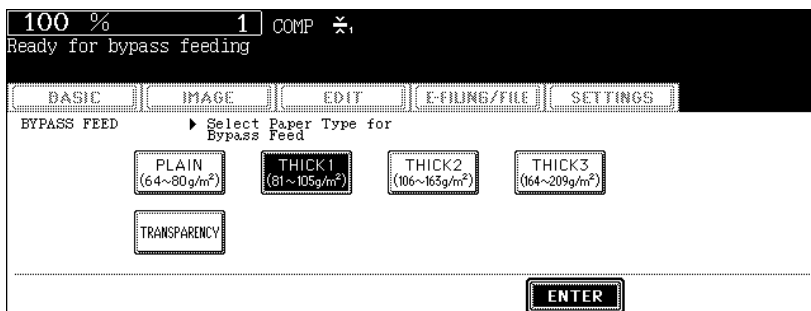 100 % 1 COMP
Ready for bypass feeding
BASIC IMAGE EDIT E-FILING/FILE SETTINGS
BYPASS FEED Select Paper Type for
Bypass Feed
PLAIN THICK1 THICK2 THICK3
(64~80g/m²) (81~105g/m²) (106~163g/m²) (164~209g/m²)
TRANSPARENCY
ENTER